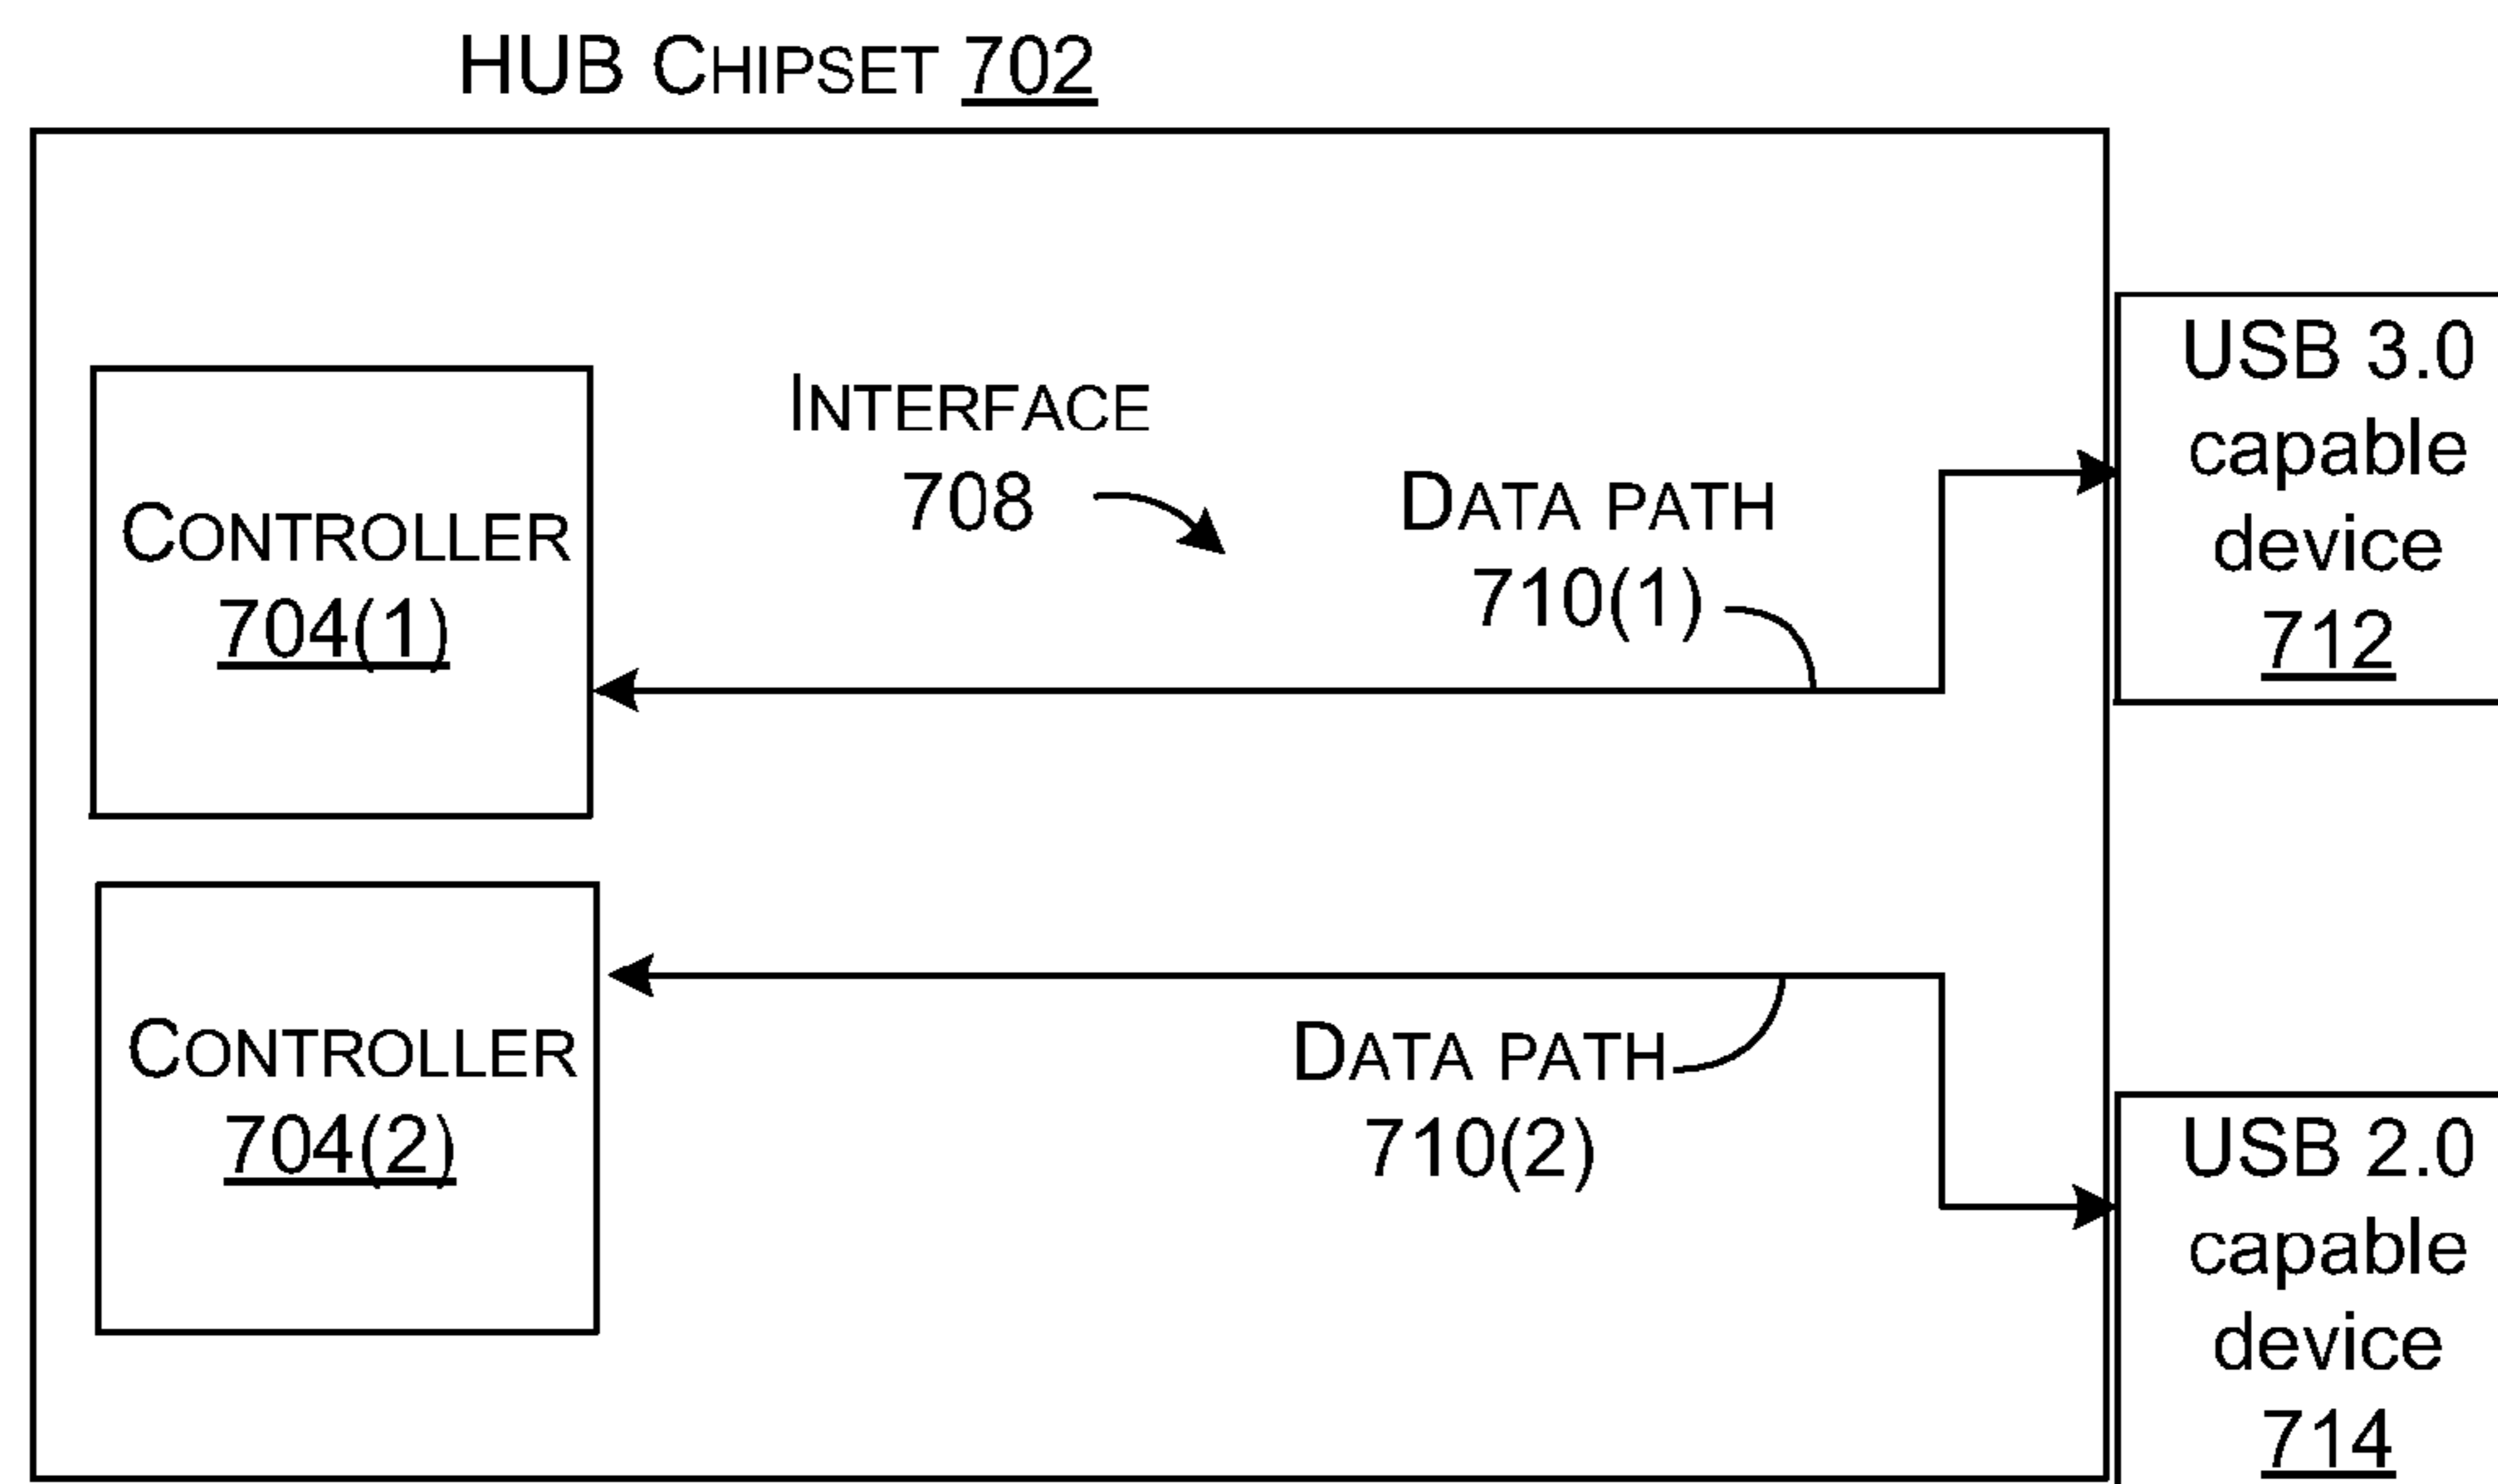 HUB CHIPSET 702
INTERFACE
708
DATA PATH
710(1)
CONTROLLER
704(1)
USB 3.0
capable
device
712
CONTROLLER
704(2)
DATA PATH
710(2)
USB 2.0
capable
device
714